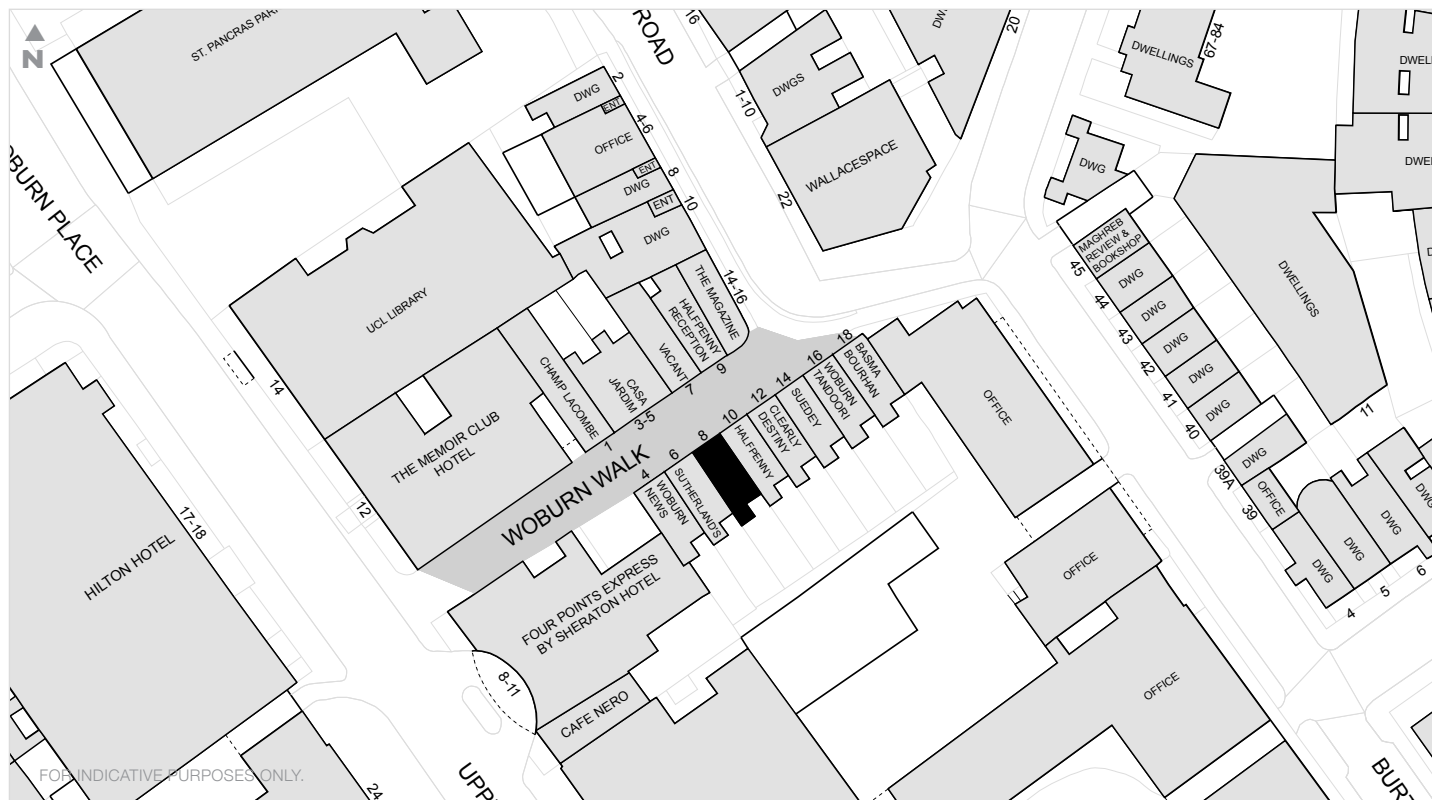 N
ST. PANCRAS
ROAD
16
20
67-84
DWELLINGS
DWGS
1-10
2
DWG
ENT
4-6
OFFICE
ENT
8
DWG
10
ENT
DWG
WALLACESPACE
22
DWG
MAGHREB
REVIEW &
BOOKSHOP
45
DWG
44
DWG
43
DWG
42
DWG
41
DWG
40
DWG
39A
OFFICE
39
DWELLINGS
11
DWG
DWG
DWG
DWG
4
5
6
UCL LIBRARY
14
THE MAGAZINE
14-16
HALFPENNY
RECEPTION
9
VACANT
7
CASA
JARDIM
3-5
CHAMP LACOMBE
1
THE MEMOIR CLUB
HOTEL
12
WOBURN WALK
4
WOBURN
NEWS
6
SUTHERLAND'S
8
10
HALFPENNY
12
CLEARLY
DESTINY
14
SUEDEY
16
WOBURN
TANDOORI
18
BASMA
BOURHAN
OFFICE
OFFICE
OFFICE
17-18
HILTON HOTEL
FOUR POINTS EXPRESS
BY SHERATON HOTEL
8-11
CAFE NERO
24
PLACE
FOR INDICATIVE PURPOSES ONLY.